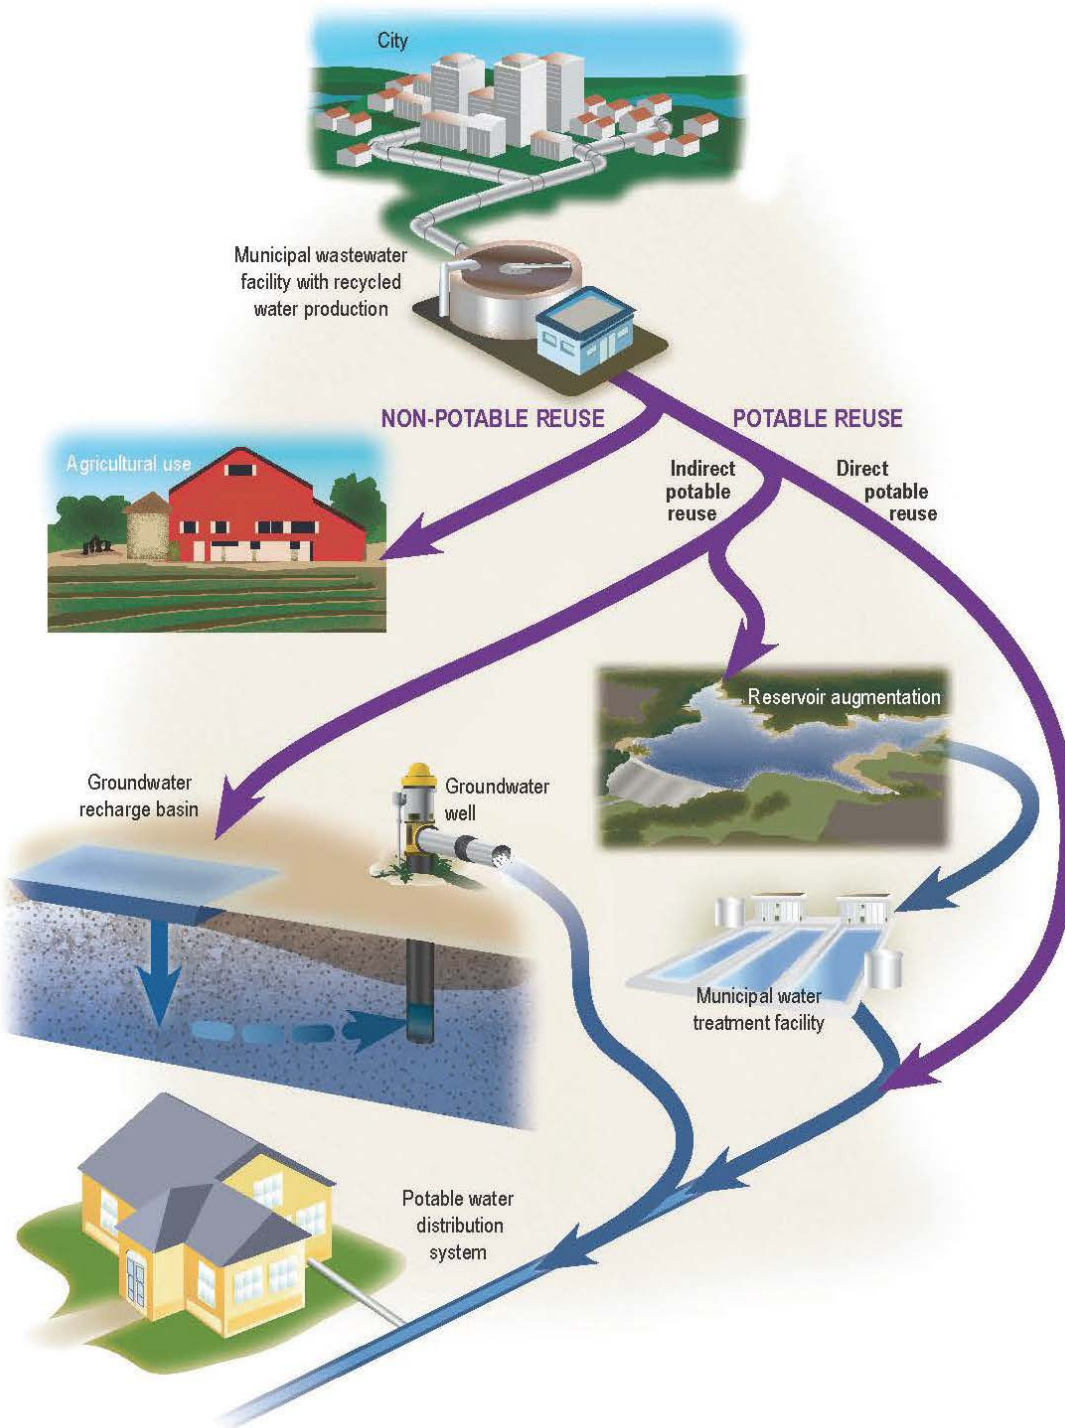 City
Municipal wastewater
facility with recycled
water production
NON-POTABLE REUSE
POTABLE REUSE
Agricultural use
Indirect
potable
reuse
Direct
potable
reuse
Reservoir augmentation
Groundwater
recharge basin
Groundwater
well
Municipal water
treatment facility
Potable water
distribution
system